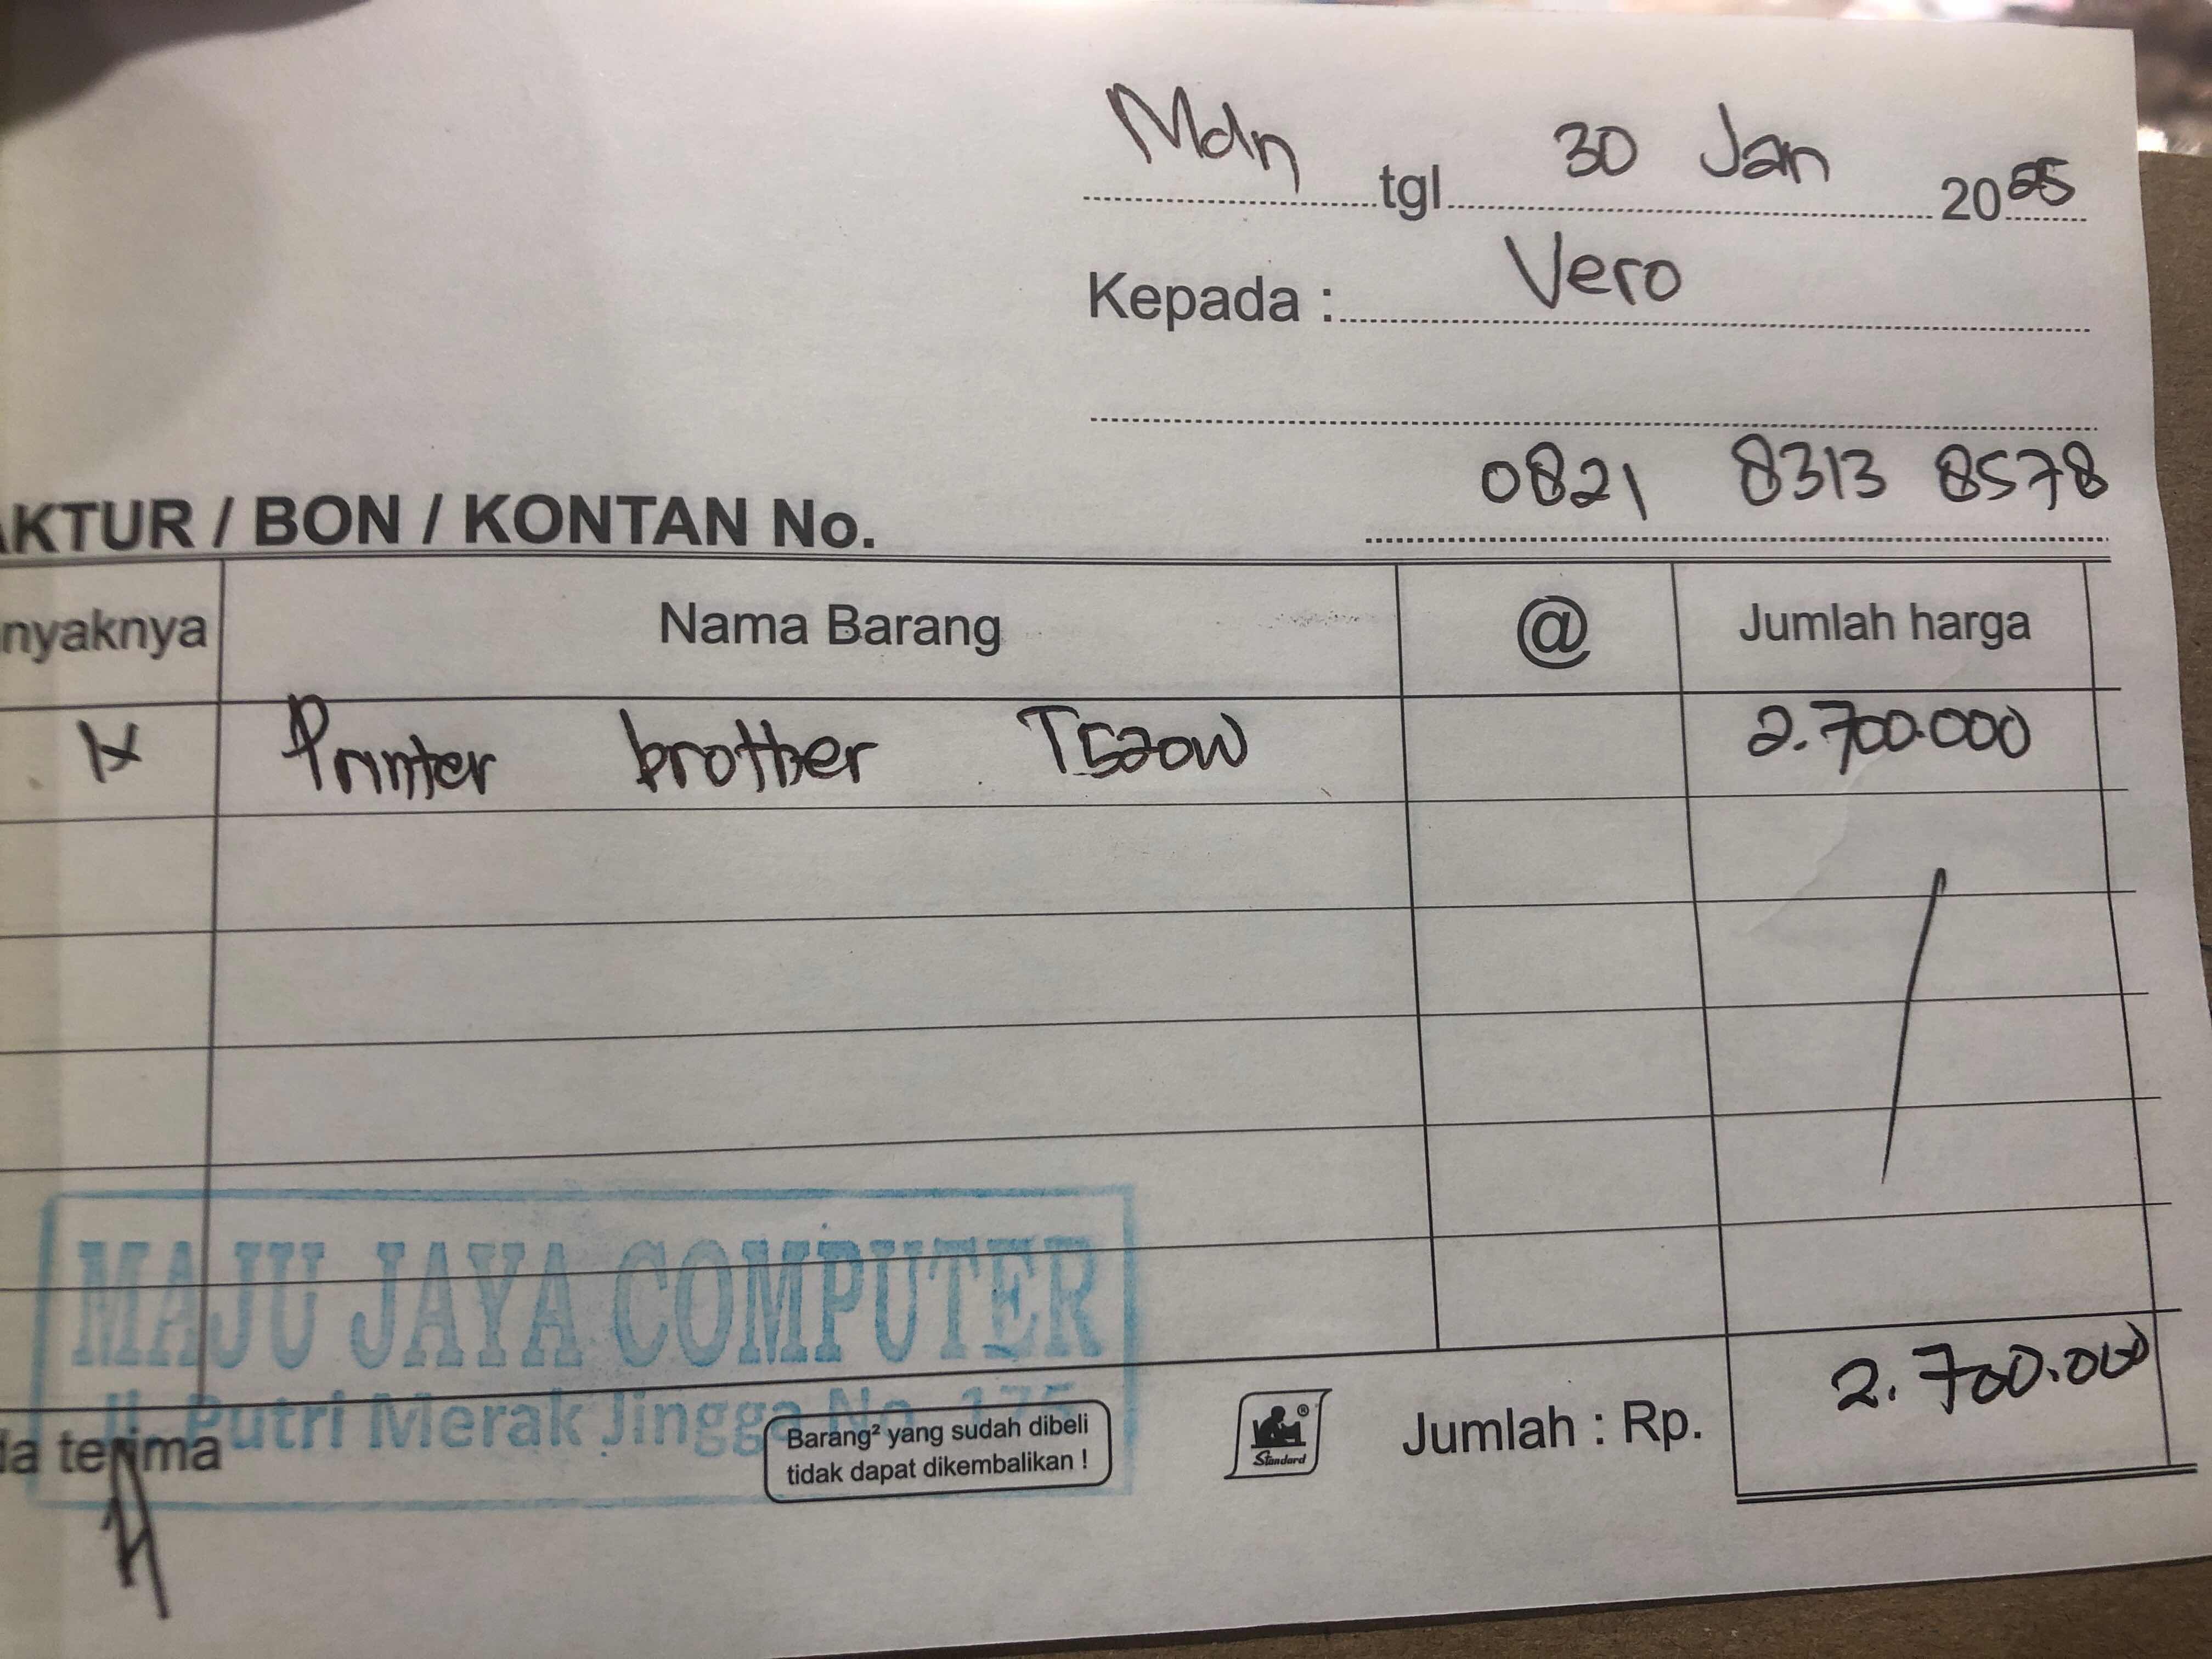 Mdn tgl 30 Jan 2025
Kepada : Vero
0821 8313 8578
AKTUR / BON / KONTAN No.
nyaknya Nama Barang @ Jumlah harga
1x Printer brother T520W 2.700.000
MAJU JAYA COMPUTER
Jl. Putri Merak Jingga No. 175
da terima
Barang² yang sudah dibeli
tidak dapat dikembalikan !
® Standard
Jumlah : Rp. 2.700.000